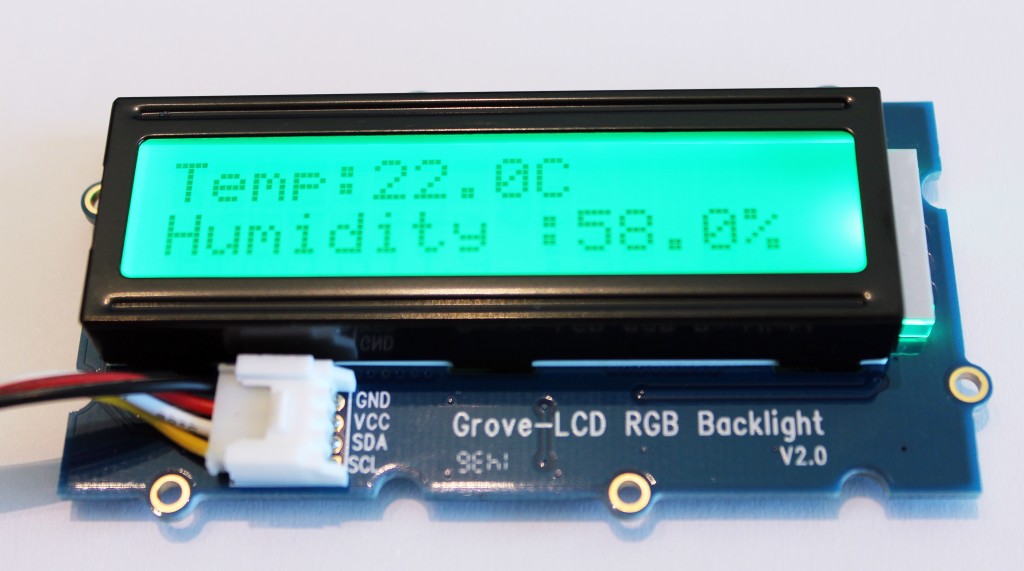 Temp:22.0C
Humidity :58.0%
GND
VCC
SDA
SCL
Grove-LCD RGB Backlight
V2.0